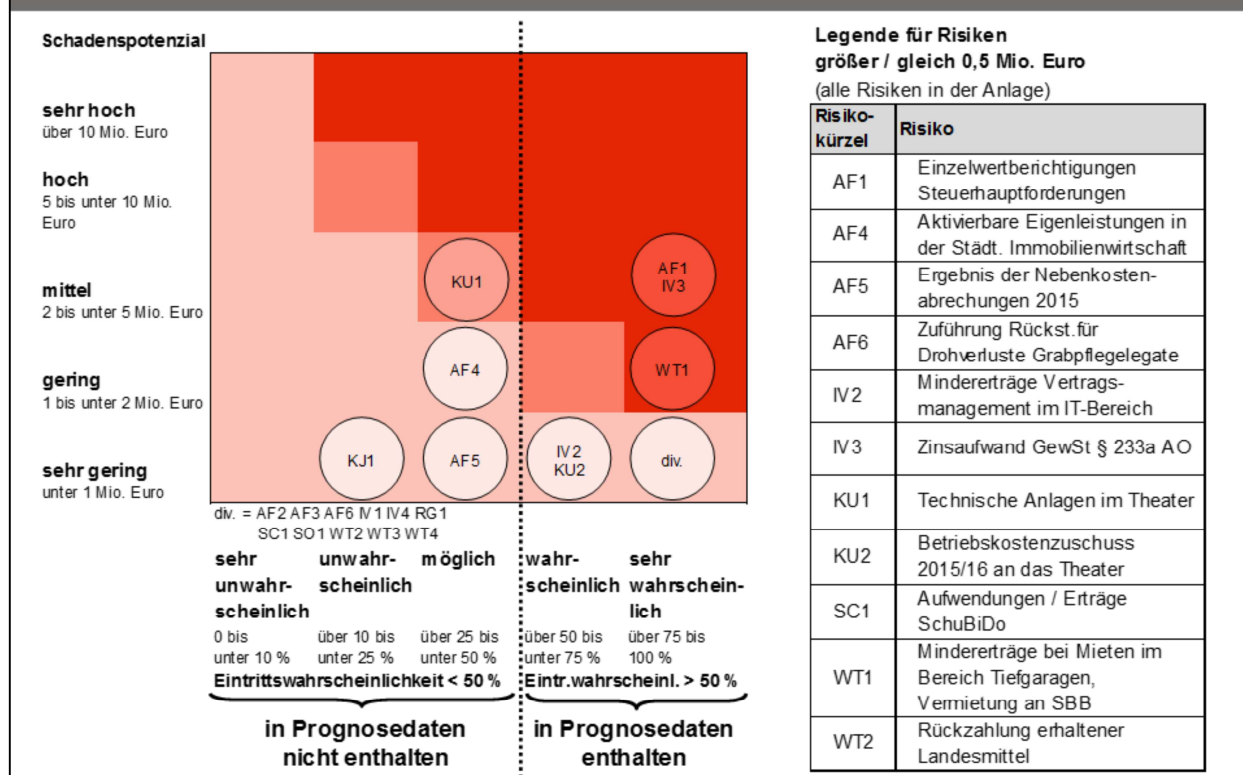 Schadenspotenzial
sehr hoch
über 10 Mio. Euro
hoch
5 bis unter 10 Mio.
Euro
mittel
2 bis unter 5 Mio. Euro
gering
1 bis unter 2 Mio. Euro
sehr gering
unter 1 Mio. Euro
KU1
AF1
IV3
AF4
WT1
KJ1
AF5
IV2
KU2
div.
div. = AF2 AF3 AF6 IV1 IV4 RG1
SC1 SO1 WT2 WT3 WT4
sehr
unwahr-
scheinlich
0 bis
unter 10 %
unwahr-
scheinlich
über 10 bis
unter 25 %
möglich
über 25 bis
unter 50 %
wahr-
scheinlich
über 50 bis
unter 75 %
sehr
wahrschein-
lich
über 75 bis
100 %
Eintrittswahrscheinlichkeit < 50 %
Eintr.wahrscheinl. > 50 %
in Prognosedaten
nicht enthalten
in Prognosedaten
enthalten
Legende für Risiken
größer / gleich 0,5 Mio. Euro
(alle Risiken in der Anlage)
Risiko-
kürzel
Risiko
AF1
Einzelwertberichtigungen
Steuerhauptforderungen
AF4
Aktivierbare Eigenleistungen in
der Städt. Immobilienwirtschaft
AF5
Ergebnis der Nebenkosten-
abrechungen 2015
AF6
Zuführung Rückst.für
Drohverluste Grabpflegelegate
IV2
Mindererträge Vertrags-
management im IT-Bereich
IV3
Zinsaufwand GewSt § 233a AO
KU1
Technische Anlagen im Theater
KU2
Betriebskostenzuschuss
2015/16 an das Theater
SC1
Aufwendungen / Erträge
SchuBiDo
WT1
Mindererträge bei Mieten im
Bereich Tiefgaragen,
Vermietung an SBB
WT2
Rückzahlung erhaltener
Landesmittel